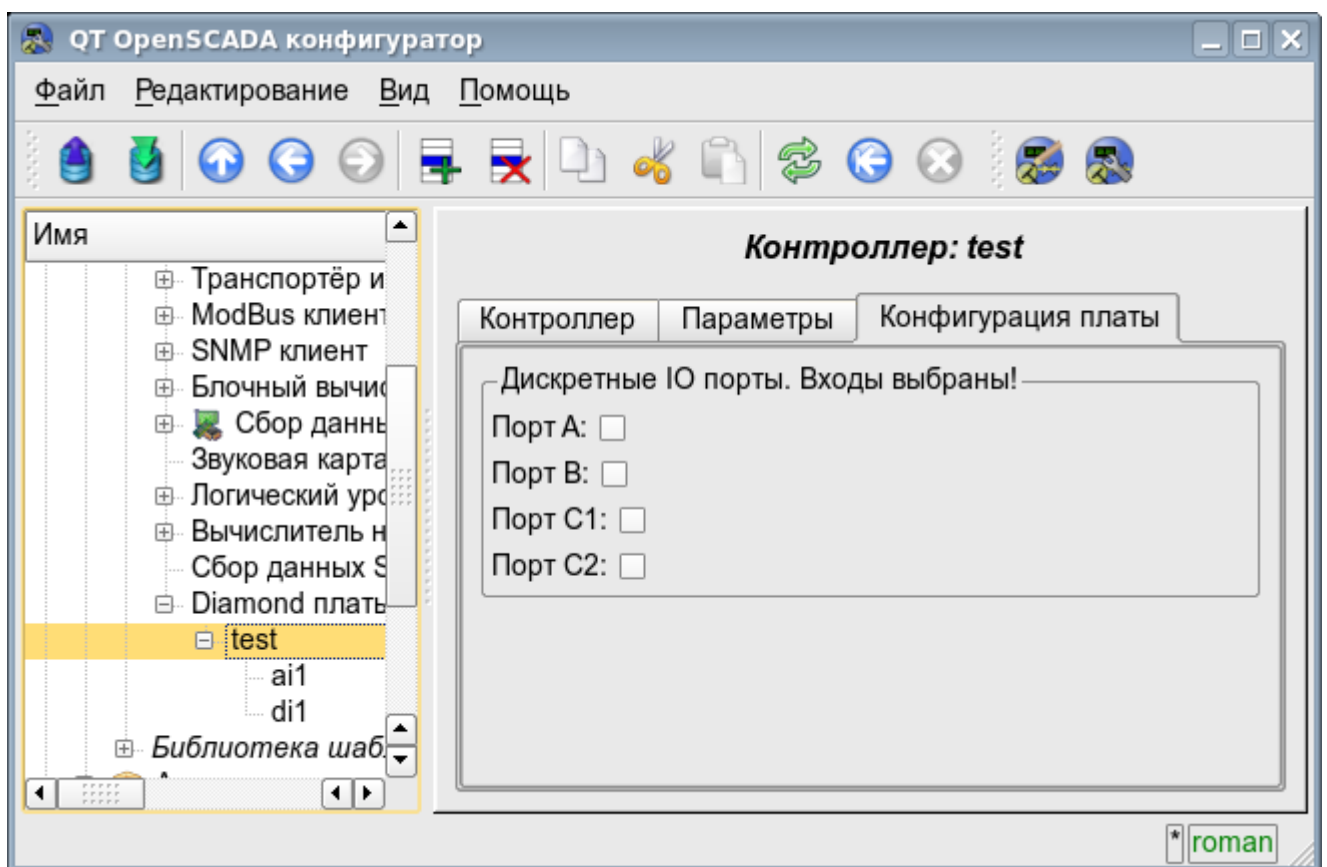 QT OpenSCADA конфигуратор
Файл Редактирование Вид Помощь
Имя
Транспортёр и
ModBus клиент
SNMP клиент
Блочный вычис
Сбор данны
Звуковая карта
Логический уро
Вычислитель н
Сбор данных S
Diamond платы
test
ai1
di1
Библиотека шаб
Контроллер: test
Контроллер Параметры Конфигурация платы
Дискретные IO порты. Входы выбраны!
Порт A:
Порт B:
Порт C1:
Порт C2:
* roman